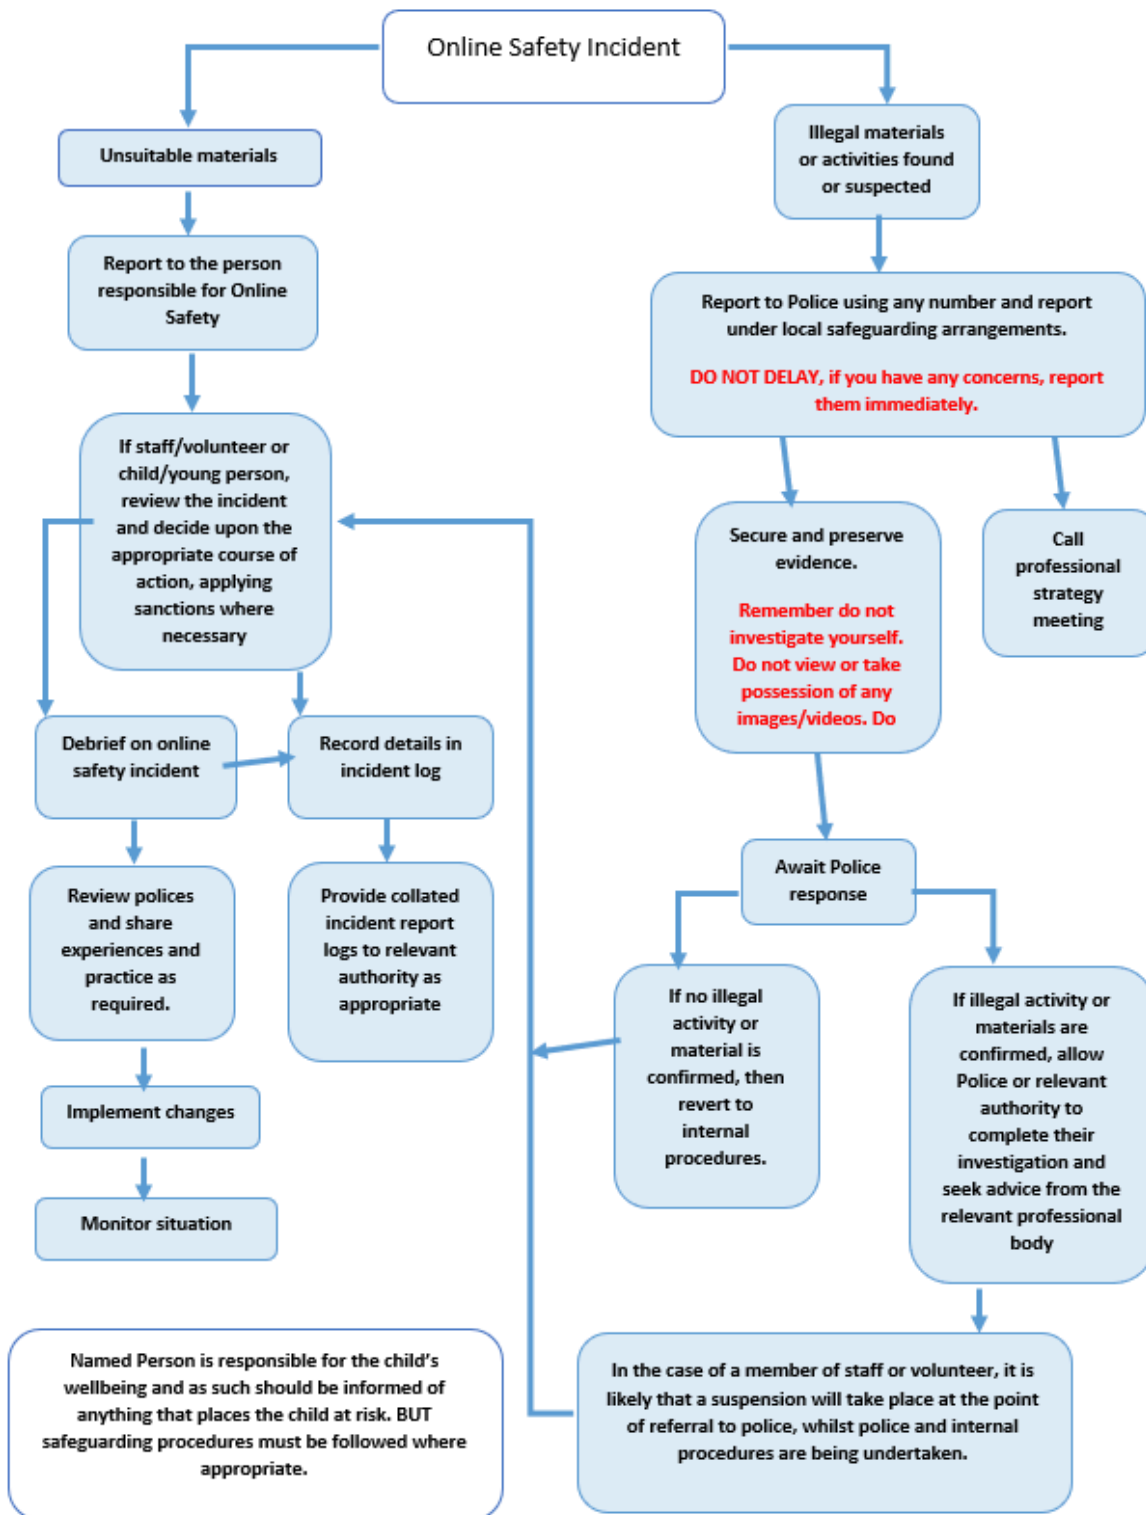 Online Safety Incident
Unsuitable materials
Report to the person
responsible for Online
Safety
If staff/volunteer or
child/young person,
review the incident
and decide upon the
appropriate course of
action, applying
sanctions where
necessary
Debrief on online
safety incident
Record details in
incident log
Review polices
and share
experiences and
practice as
required.
Provide collated
incident report
logs to relevant
authority as
appropriate
Implement changes
Monitor situation
Named Person is responsible for the child's
wellbeing and as such should be informed of
anything that places the child at risk. BUT
safeguarding procedures must be followed where
appropriate.
Illegal materials
or activities found
or suspected
Report to Police using any number and report
under local safeguarding arrangements.
DO NOT DELAY, if you have any concerns, report
them immediately.
Secure and preserve
evidence.
Remember do not
investigate yourself.
Do not view or take
possession of any
images/videos. Do
Call
professional
strategy
meeting
Await Police
response
If no illegal
activity or
material is
confirmed, then
revert to
internal
procedures.
If illegal activity or
materials are
confirmed, allow
Police or relevant
authority to
complete their
investigation and
seek advice from the
relevant professional
body
In the case of a member of staff or volunteer, it is
likely that a suspension will take place at the point
of referral to police, whilst police and internal
procedures are being undertaken.